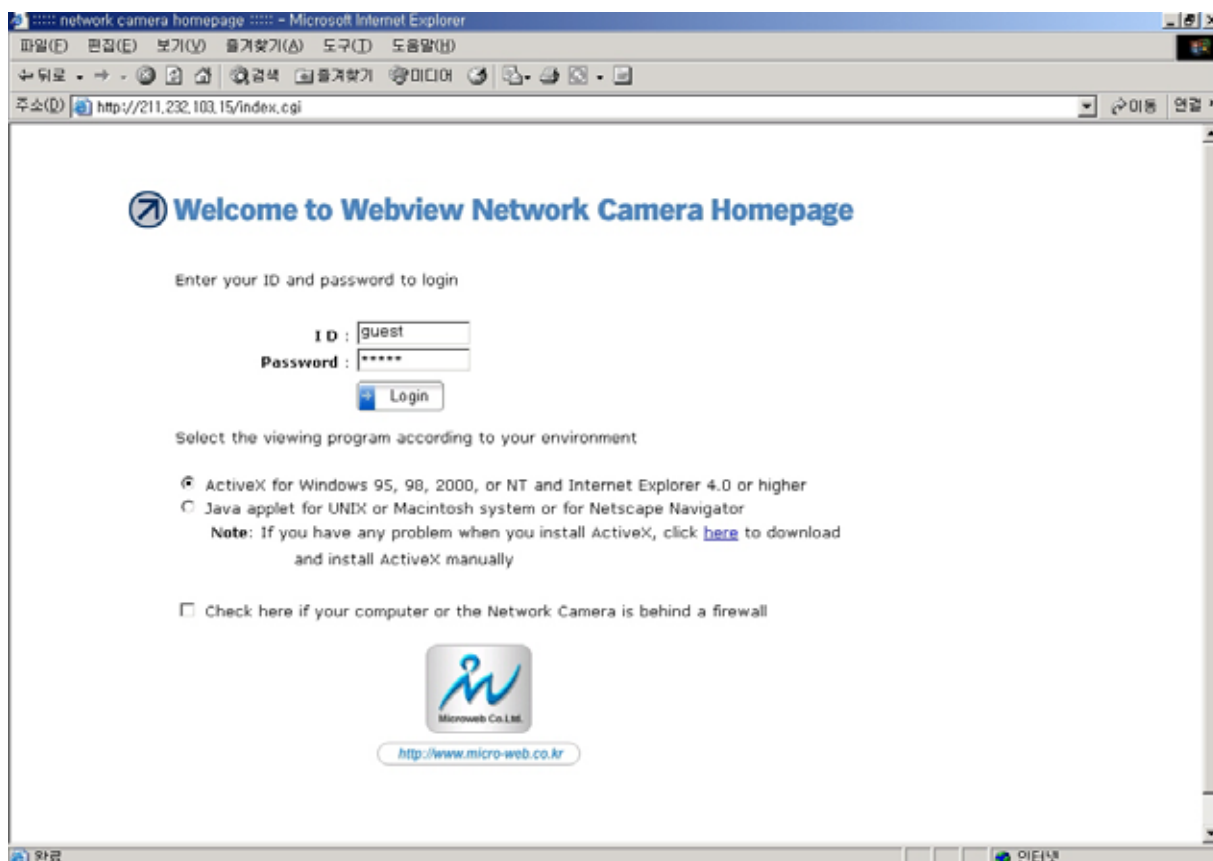 ::::: network camera homepage ::::: - Microsoft Internet Explorer
파일(F) 편집(E) 보기(V) 즐겨찾기(A) 도구(T) 도움말(H)
뒤로 검색 즐겨찾기 미디어
주소(D) http://211,232,103,15/index.cgi 이동 연결
Welcome to Webview Network Camera Homepage
Enter your ID and password to login
I D : guest
Password : *****
Login
Select the viewing program according to your environment
ActiveX for Windows 95, 98, 2000, or NT and Internet Explorer 4.0 or higher
Java applet for UNIX or Macintosh system or for Netscape Navigator
Note: If you have any problem when you install ActiveX, click here to download
and install ActiveX manually
Check here if your computer or the Network Camera is behind a firewall
Microweb Co.Ltd.
http://www.micro-web.co.kr
완료 인터넷